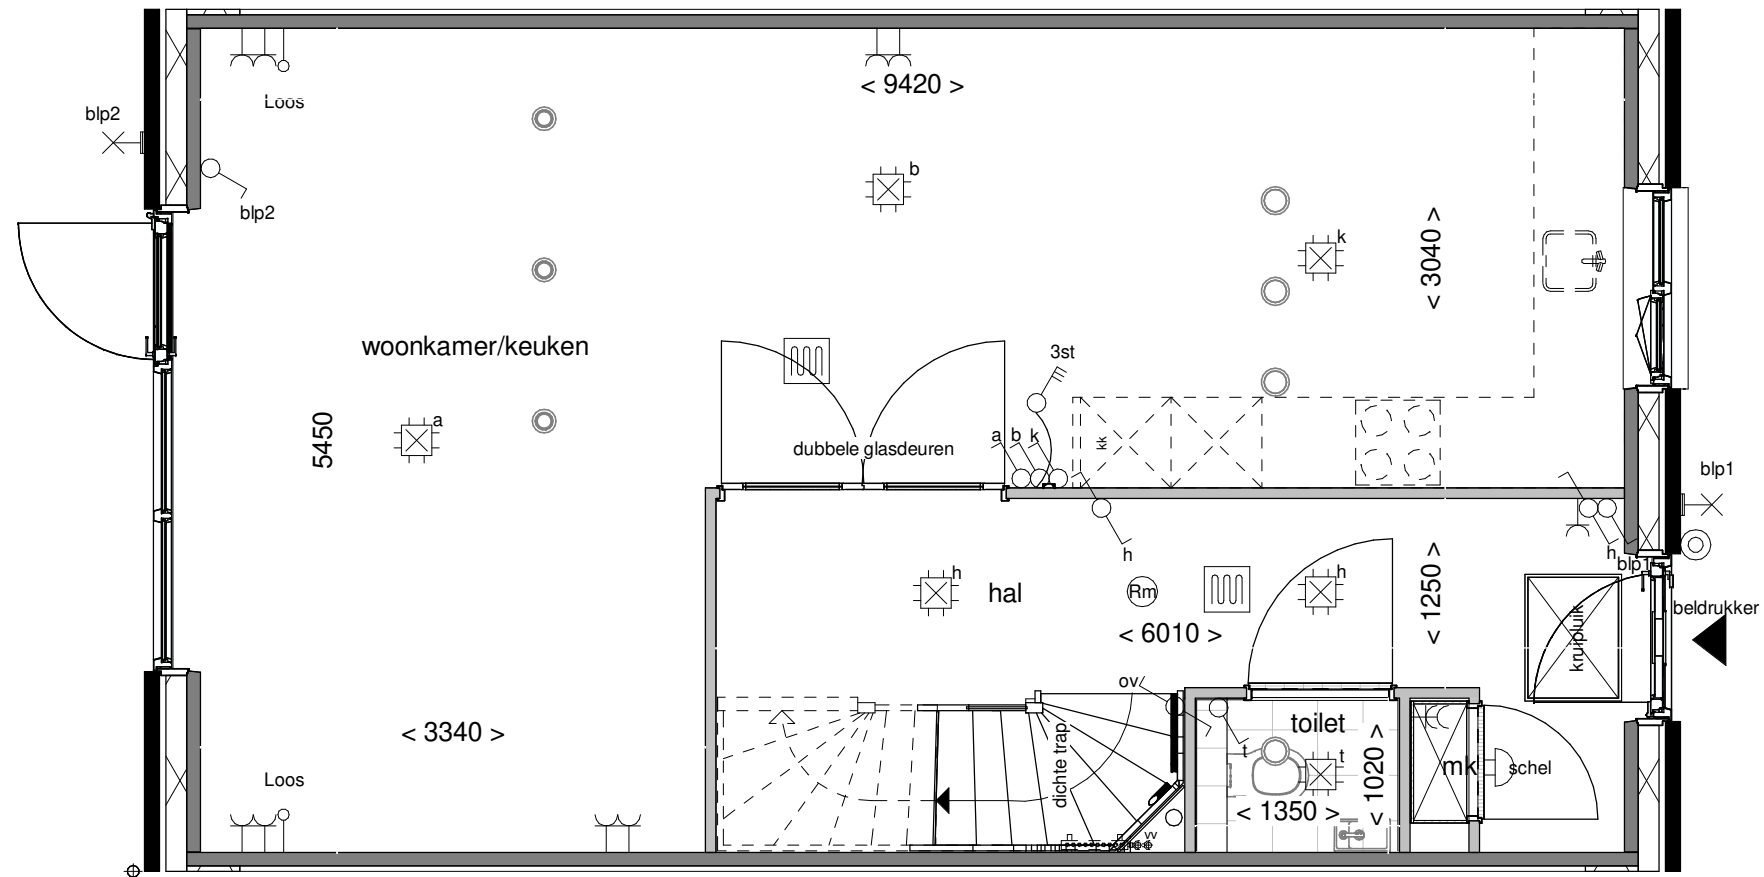 Loos
< 9420 >
blp2
b
blp2
k
< 3040 >
woonkamer/keuken
3st
a
5450
dubbele glasdeuren
a b k
kk
blp1
h
h
blp1
h
hal
Rm
h
< 1250 >
kruipluik
beldrukker
< 6010 >
ov
toilet
< 3340 >
dichte trap
t
t
< 1020 >
mk
schel
Loos
< 1350 >
vv